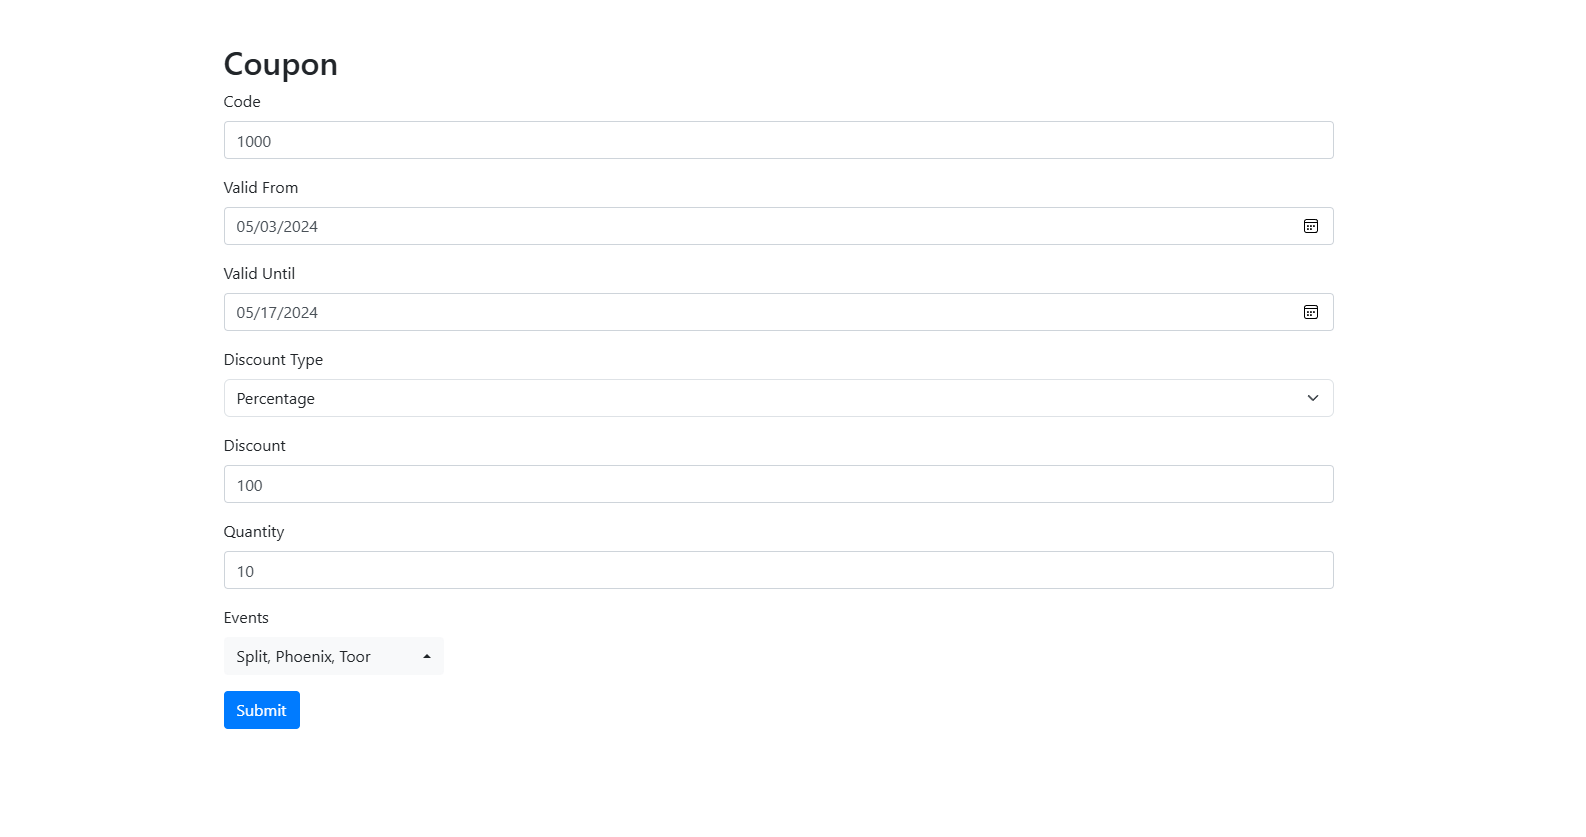 Coupon
Code
1000
Valid From
05/03/2024
Valid Until
05/17/2024
Discount Type
Percentage
Discount
100
Quantity
10
Events
Split, Phoenix, Toor
Submit